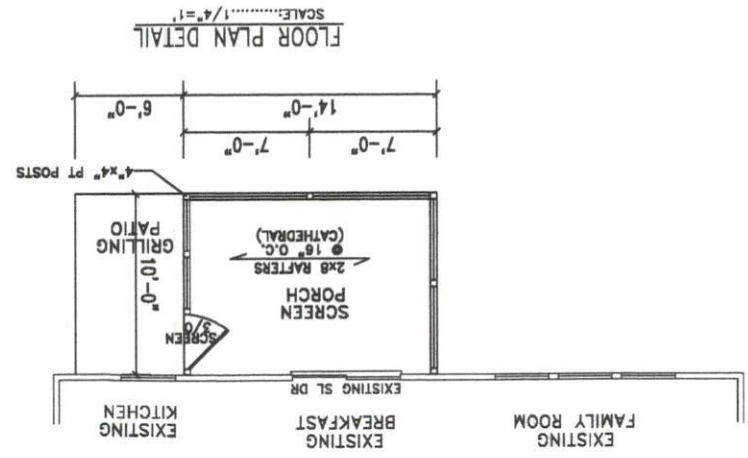 EXISTING
FAMILY ROOM
EXISTING
BREAKFAST
EXISTING
KITCHEN
EXISTING SL DR
SCREEN
3/0
SCREEN
PORCH
2x8 RAFTERS
@ 16" O.C.
(CATHEDRAL)
10'-0"
GRILLING
PATIO
4"x4" PT POSTS
7'-0"
7'-0"
14'-0"
6'-0"
FLOOR PLAN DETAIL
SCALE:..........1/4"=1'